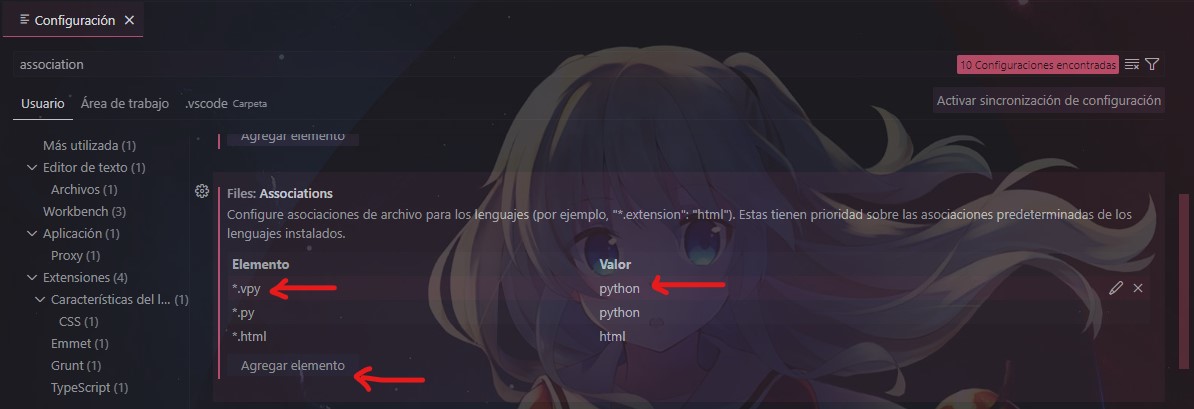 Configuración
association
10 Configuraciones encontradas
Usuario Área de trabajo .vscode Carpeta
Activar sincronización de configuración
Más utilizada (1)
Editor de texto (1)
Archivos (1)
Workbench (3)
Aplicación (1)
Proxy (1)
Extensiones (4)
Características del l... (1)
CSS (1)
Emmet (1)
Grunt (1)
TypeScript (1)
Agregar elemento
Files: Associations
Configure asociaciones de archivo para los lenguajes (por ejemplo, "*.extension": "html"). Estas tienen prioridad sobre las asociaciones predeterminadas de los
lenguajes instalados.
Elemento Valor
*.vpy python
*.py python
*.html html
Agregar elemento